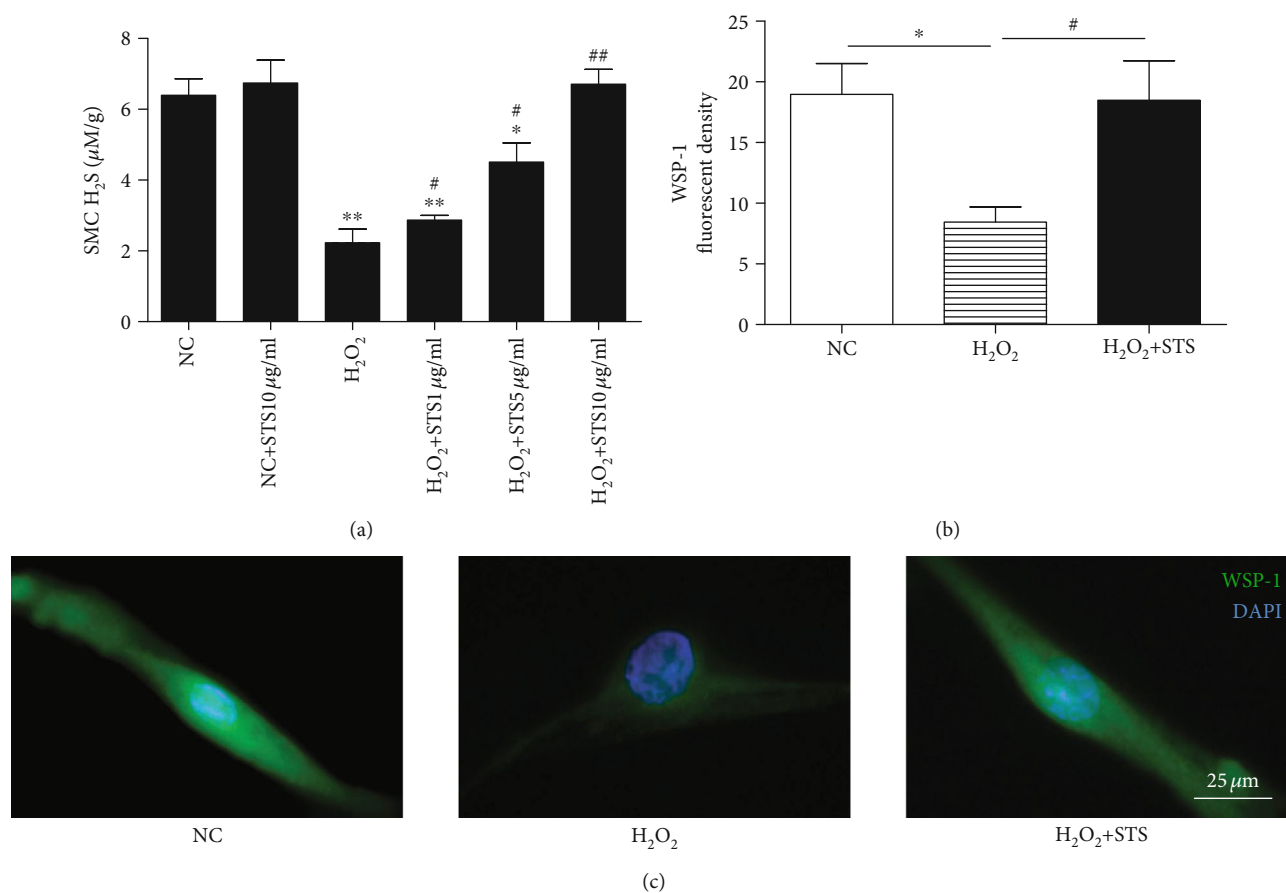 SMC H₂S (μM/g)
8
6
4
2
0
**
#
**
#
*
##
NC
NC+STS10 μg/ml
H₂O₂
H₂O₂+STS1 μg/ml
H₂O₂+STS5 μg/ml
H₂O₂+STS10 μg/ml
(a)
WSP-1
fluorescent density
25
20
15
10
5
0
*
#
NC
H₂O₂
H₂O₂+STS
(b)
WSP-1
DAPI
25 μm
NC
H₂O₂
H₂O₂+STS
(c)